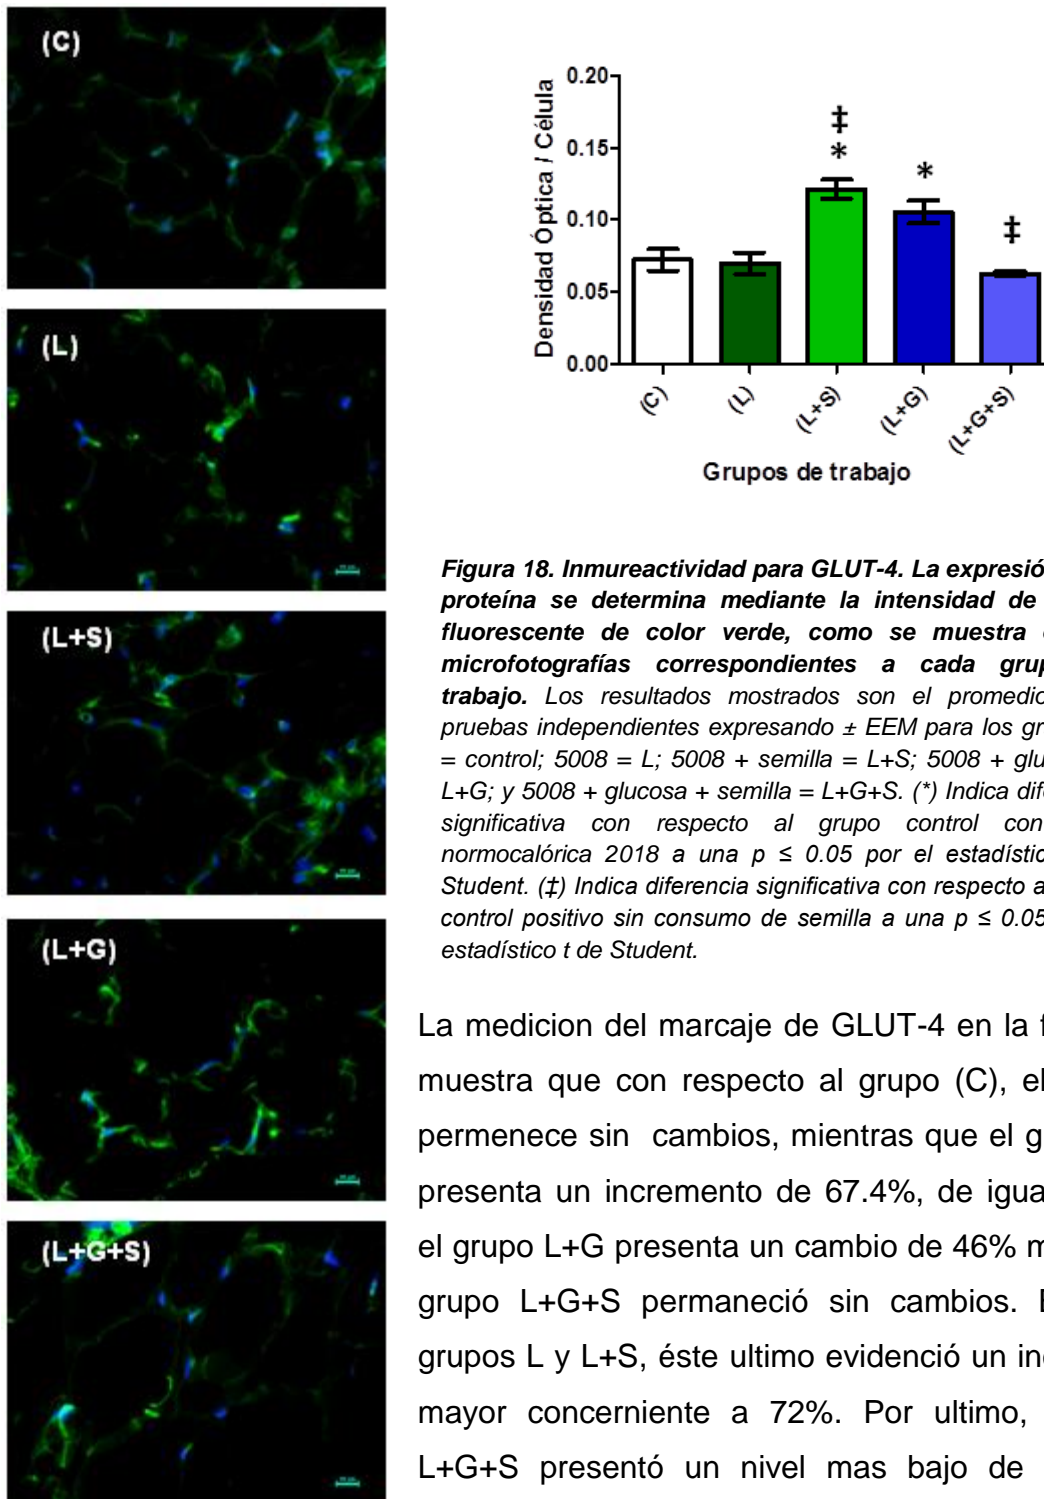 (C)
(L)
(L+S)
(L+G)
(L+G+S)
0.20
0.15
0.10
0.05
0.00
Densidad Óptica / Célula
‡
*
*
‡
(C)
(L)
(L+S)
(L+G)
(L+G+S)
Grupos de trabajo
Figura 18. Inmureactividad para GLUT-4. La expresió
proteína se determina mediante la intensidad de
fluorescente de color verde, como se muestra
microfotografías correspondientes a cada grup
trabajo. Los resultados mostrados son el promedio
pruebas independientes expresando ± EEM para los gr
= control; 5008 = L; 5008 + semilla = L+S; 5008 + glu
L+G; y 5008 + glucosa + semilla = L+G+S. (*) Indica dife
significativa con respecto al grupo control con
normocalórica 2018 a una p ≤ 0.05 por el estadístic
Student. (‡) Indica diferencia significativa con respecto a
control positivo sin consumo de semilla a una p ≤ 0.05
estadístico t de Student.
La medicion del marcaje de GLUT-4 en la f
muestra que con respecto al grupo (C), el
permenece sin cambios, mientras que el g
presenta un incremento de 67.4%, de igua
el grupo L+G presenta un cambio de 46% m
grupo L+G+S permaneció sin cambios. E
grupos L y L+S, éste ultimo evidenció un in
mayor concerniente a 72%. Por ultimo,
L+G+S presentó un nivel mas bajo de